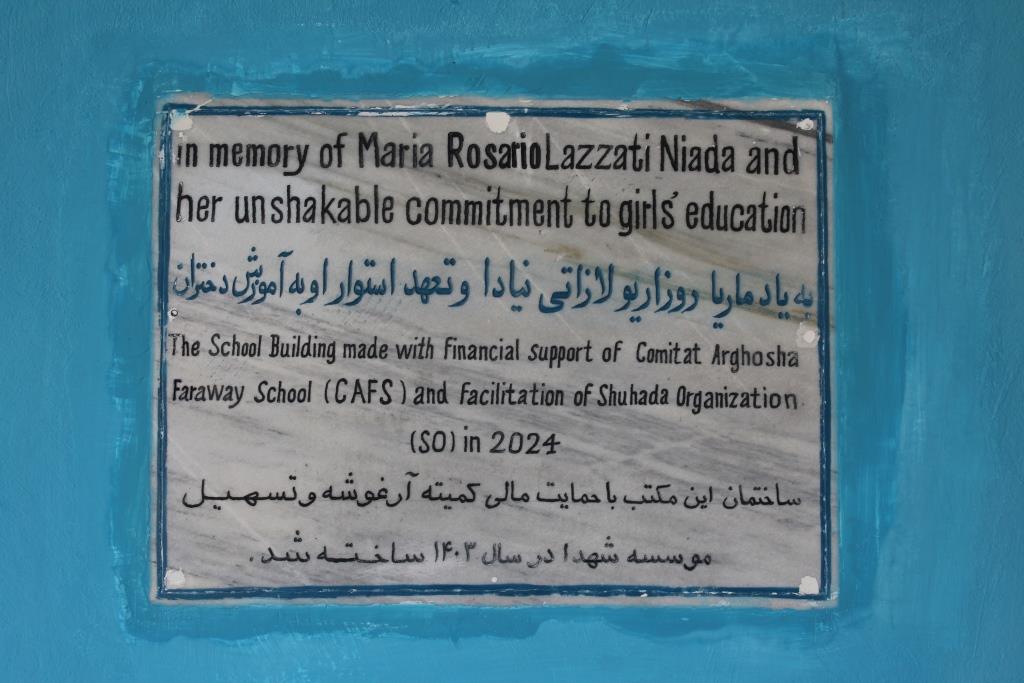 in memory of Maria Rosario Lazzati Niada and
her unshakable commitment to girls' education
به یاد ماریا روزاریو لازاتی نیادا و تعهد استوار او به آموزش دختران
The School Building made with Financial support of Comitat Arghosha
Faraway School (CAFS) and Facilitation of Shuhada Organization
(SO) in 2024
ساختمان این مکتب با حمایت مالی کمیته آرغوشه و تسهیل
موسسه شهدا در سال ۱۴۰۳ ساخته شد.